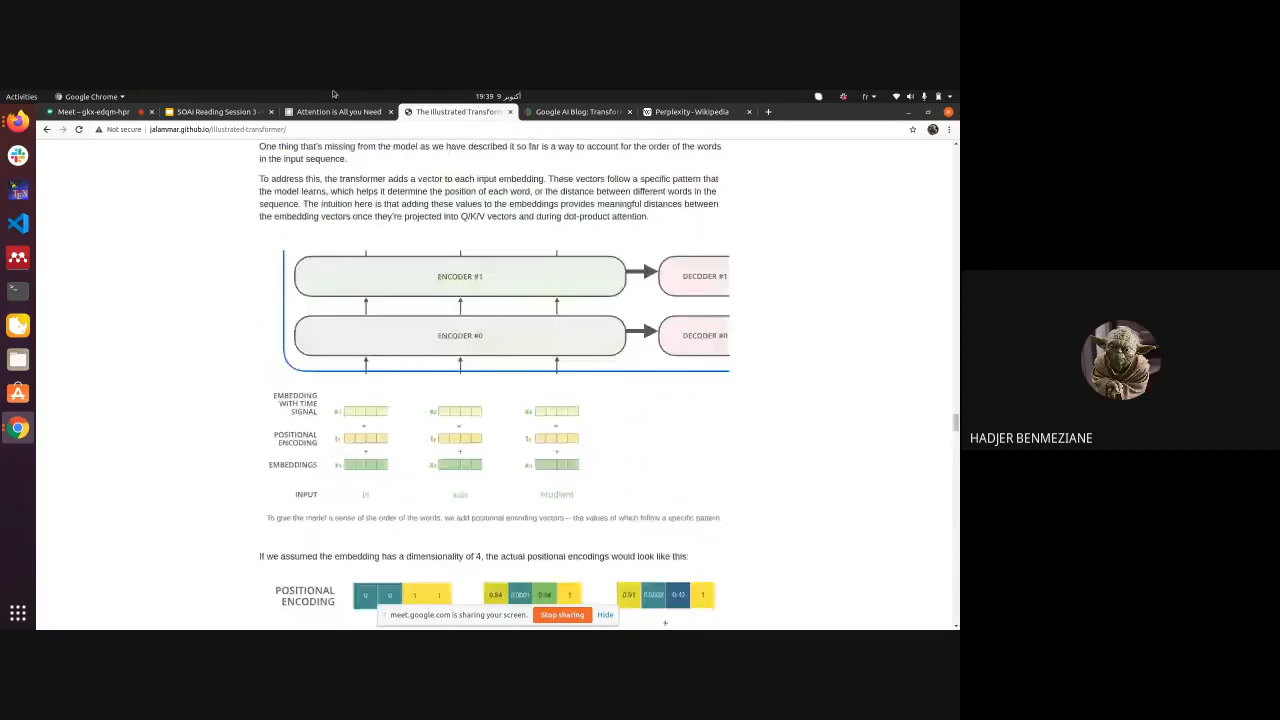 Activities
Google Chrome
19:39 9 أكتوبر
fr
Meet – gkx-edqm-hpr
SOAI Reading Session 3 -
Attention is All you Need
The Illustrated Transform
Google AI Blog: Transfor
Perplexity - Wikipedia
Not secure
jalammar.github.io/illustrated-transformer/
One thing that's missing from the model as we have described it so far is a way to account for the order of the words
in the input sequence.
To address this, the transformer adds a vector to each input embedding. These vectors follow a specific pattern that
the model learns, which helps it determine the position of each word, or the distance between different words in the
sequence. The intuition here is that adding these values to the embeddings provides meaningful distances between
the embedding vectors once they're projected into Q/K/V vectors and during dot-product attention.
ENCODER #1
DECODER #1
ENCODER #0
DECODER #0
EMBEDDING
WITH TIME
SIGNAL
POSITIONAL
ENCODING
+ + +
EMBEDDINGS
INPUT
suis
To give the model a sense of the order of the words, we add positional encoding vectors -- the values of which follow a specific pattern.
If we assumed the embedding has a dimensionality of 4, the actual positional encodings would look like this:
POSITIONAL
ENCODING
0 0 1 1
0.84 0.0001 0.54 1
0.91 0.0002 -0.42 1
+
meet.google.com is sharing your screen.
Stop sharing
Hide
HADJER BENMEZIANE